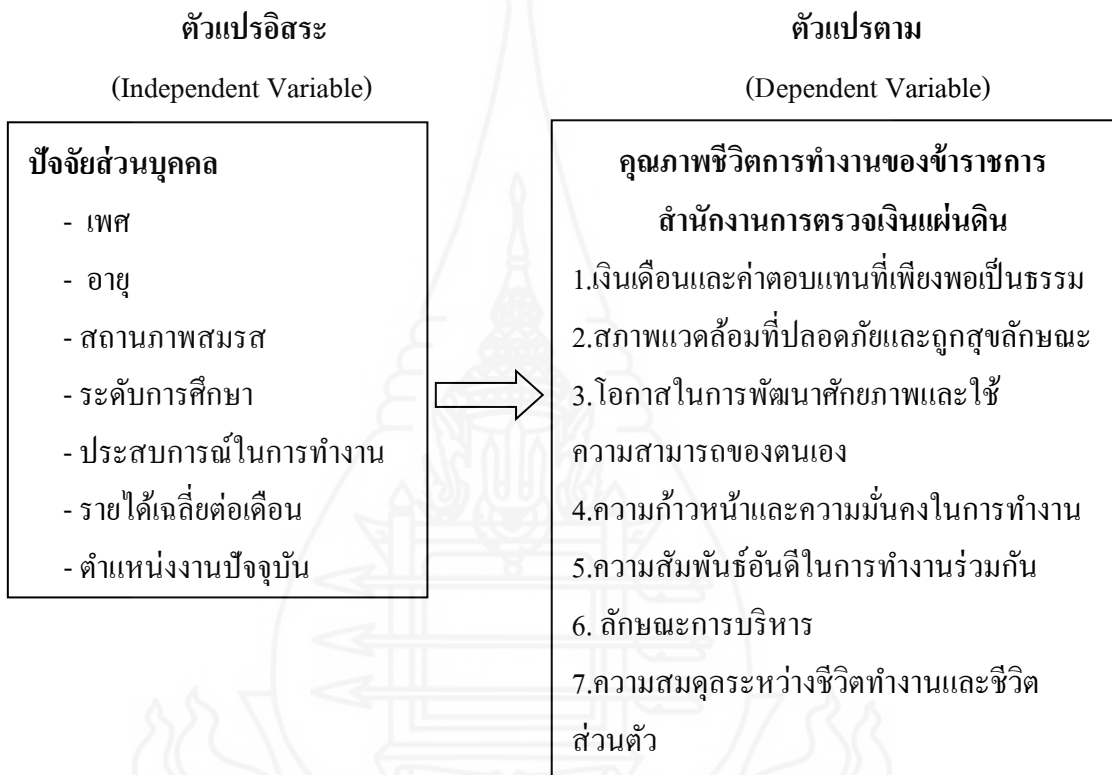 ตัวแปรอิสระ
(Independent Variable)
ปัจจัยส่วนบุคคล
- เพศ
- อายุ
- สถานภาพสมรส
- ระดับการศึกษา
- ประสบการณ์ในการทำงาน
- รายได้เฉลี่ยต่อเดือน
- ตำแหน่งงานปัจจุบัน
ตัวแปรตาม
(Dependent Variable)
คุณภาพชีวิตการทำงานของข้าราชการ
สำนักงานการตรวจเงินแผ่นดิน
1.เงินเดือนและค่าตอบแทนที่เพียงพอเป็นธรรม
2.สภาพแวดล้อมที่ปลอดภัยและถูกสุขลักษณะ
3.โอกาสในการพัฒนาศักยภาพและใช้
ความสามารถของตนเอง
4.ความก้าวหน้าและความมั่นคงในการทำงาน
5.ความสัมพันธ์อันดีในการทำงานร่วมกัน
6. ลักษณะการบริหาร
7.ความสมดุลระหว่างชีวิตทำงานและชีวิต
ส่วนตัว